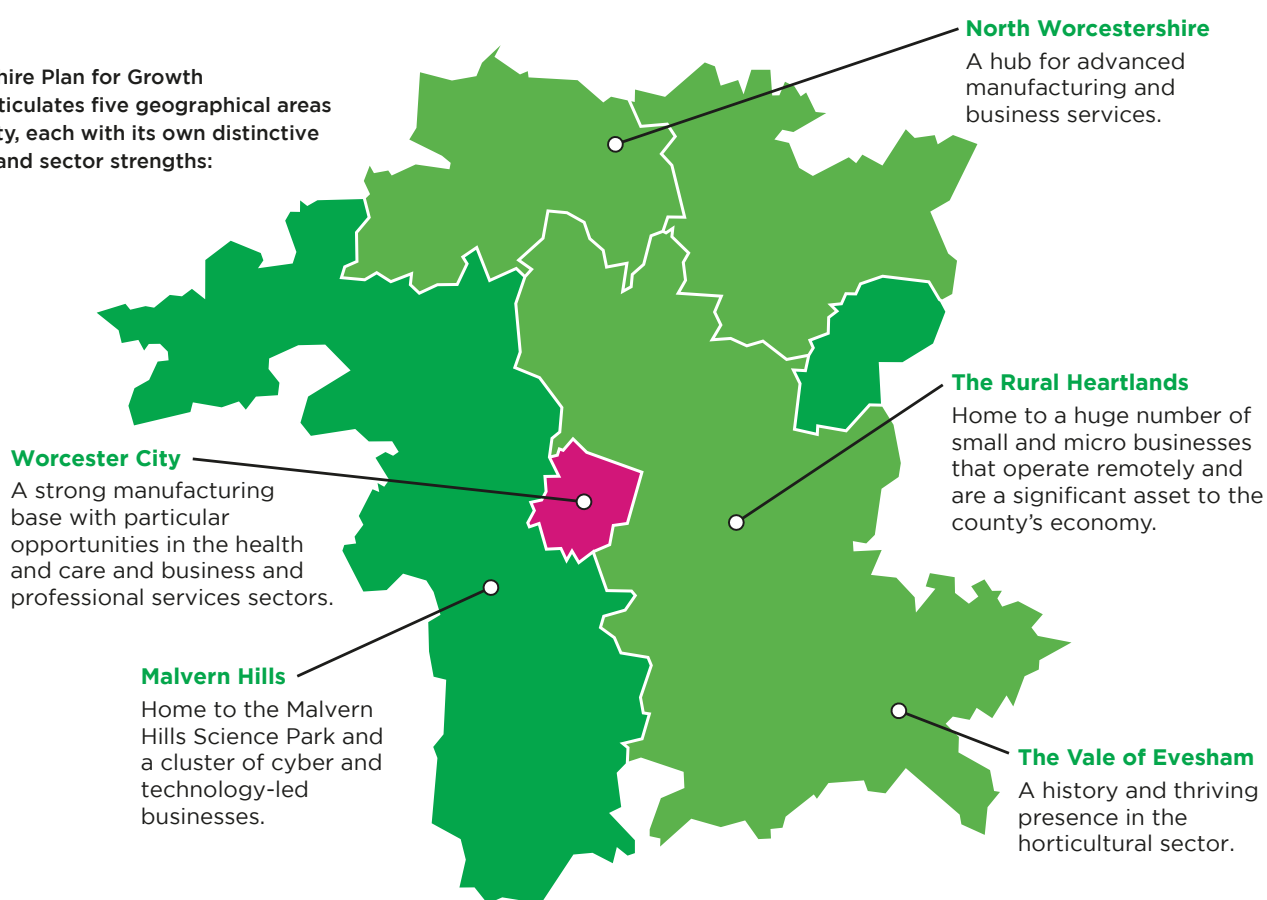 Plan for Growth
five geographical areas
each with its own distinctive
and sector strengths:
North Worcestershire
A hub for advanced
manufacturing and
business services.
The Rural Heartlands
Home to a huge number of
small and micro businesses
that operate remotely and
are a significant asset to the
county’s economy.
Worcester City
A strong manufacturing
base with particular
opportunities in the health
and care and business and
professional services sectors.
Malvern Hills
Home to the Malvern
Hills Science Park and
a cluster of cyber and
technology-led
businesses.
The Vale of Evesham
A history and thriving
presence in the
horticultural sector.